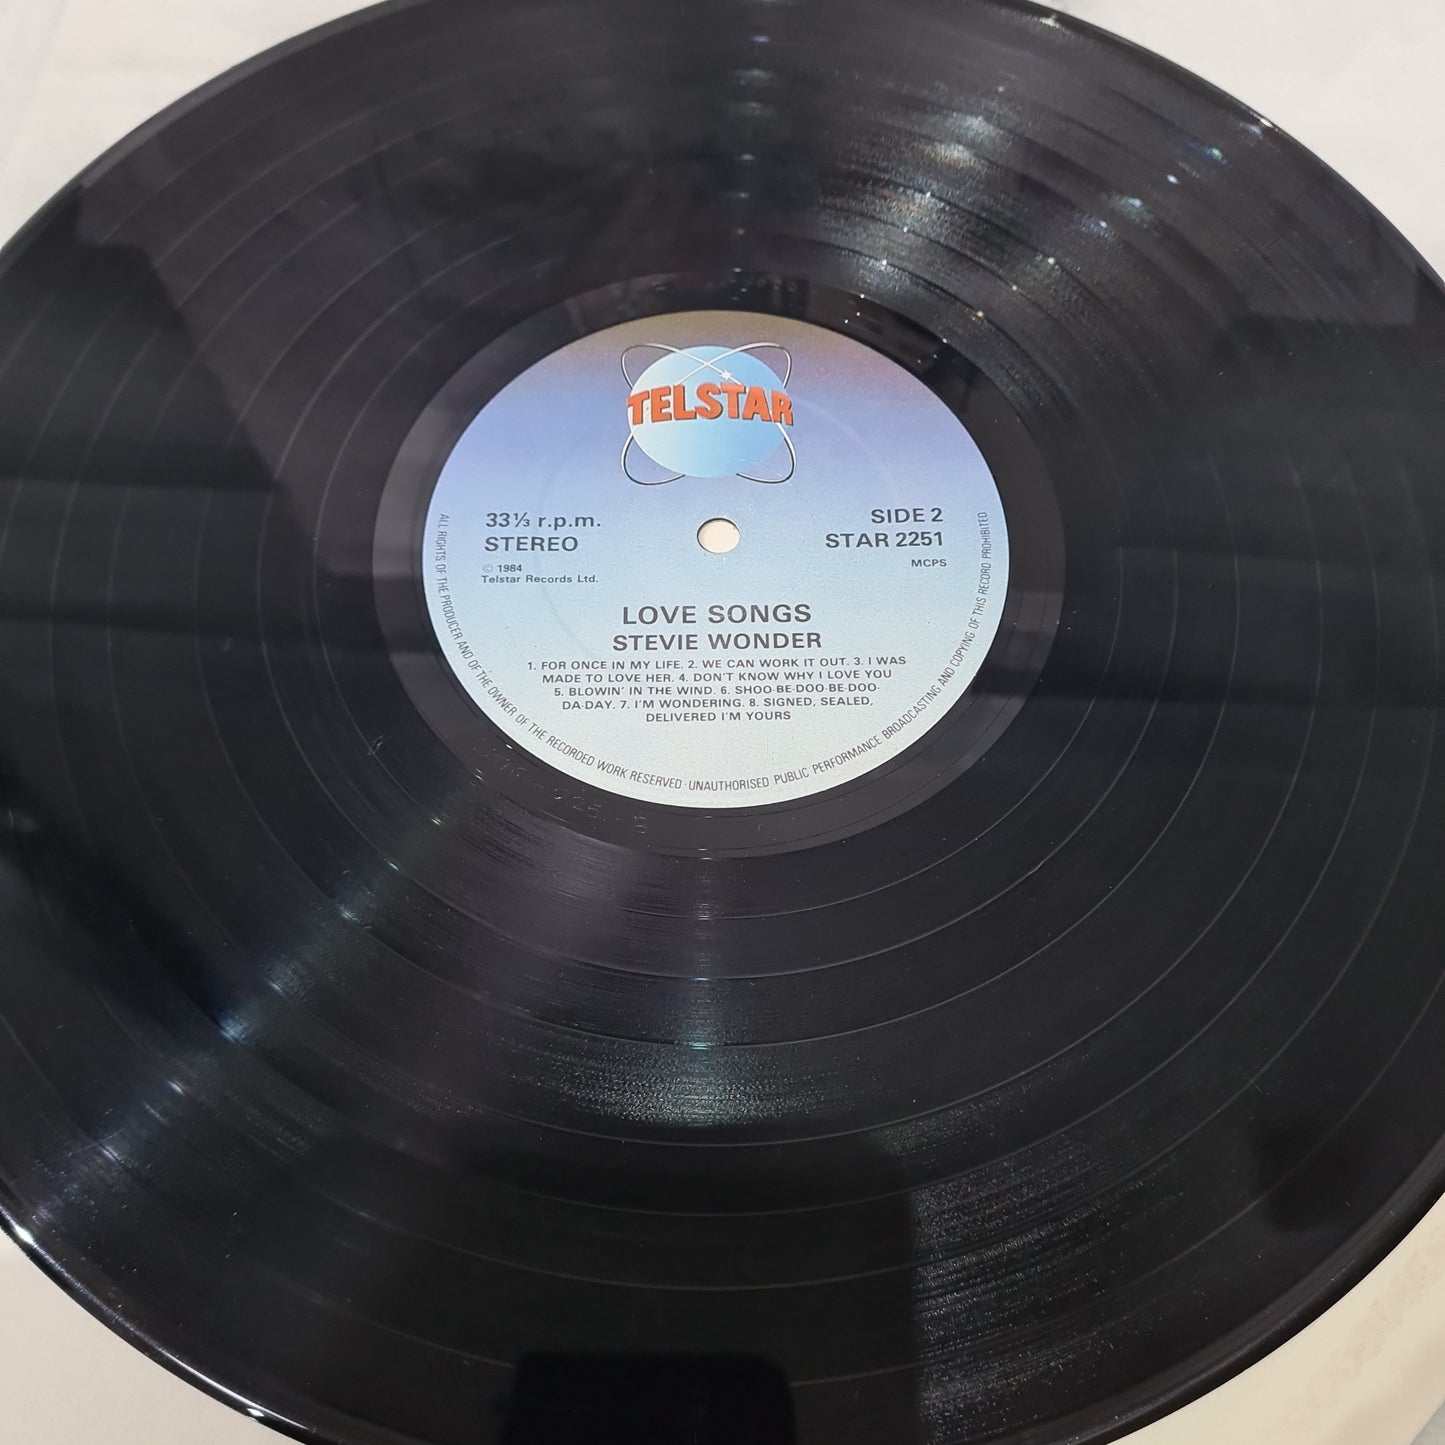 TELSTAR
33⅓ r.p.m.
STEREO
© 1984
Telstar Records Ltd.
SIDE 2
STAR 2251
MCPS
LOVE SONGS
STEVIE WONDER
1. FOR ONCE IN MY LIFE. 2. WE CAN WORK IT OUT. 3. I WAS
MADE TO LOVE HER. 4. DON'T KNOW WHY I LOVE YOU
5. BLOWIN' IN THE WIND. 6. SHOO-BE-DOO-BE-DOO-
DA-DAY. 7. I'M WONDERING. 8. SIGNED, SEALED,
DELIVERED I'M YOURS
ALL RIGHTS OF THE PRODUCER AND OF THE OWNER OF THE RECORDED WORK RESERVED · UNAUTHORISED PUBLIC PERFORMANCE BROADCASTING AND COPYING OF THIS RECORD PROHIBITED